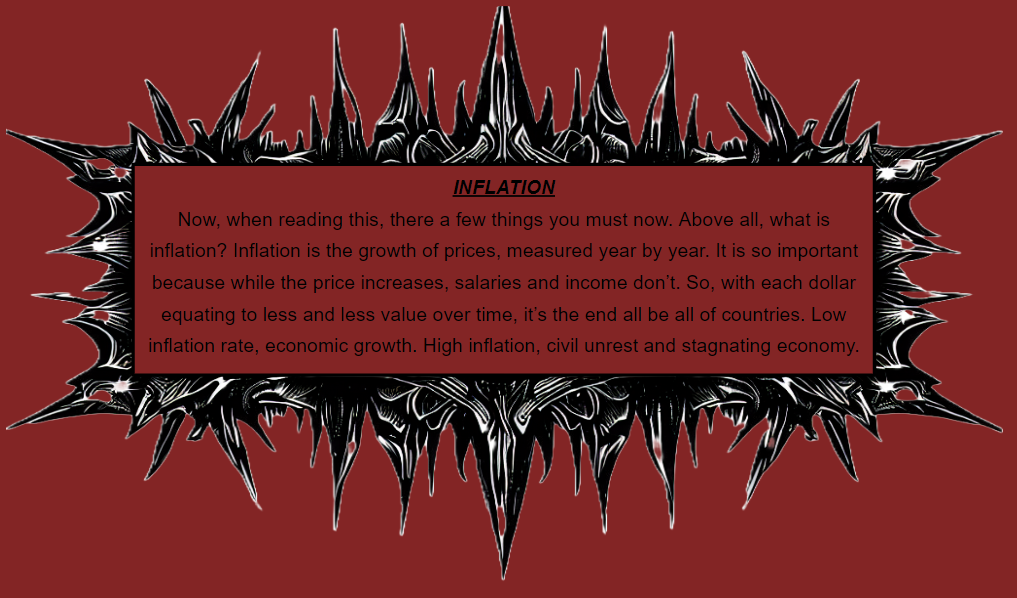 INFLATION
Now, when reading this, there a few things you must now. Above all, what is
inflation? Inflation is the growth of prices, measured year by year. It is so important
because while the price increases, salaries and income don’t. So, with each dollar
equating to less and less value over time, it’s the end all be all of countries. Low
inflation rate, economic growth. High inflation, civil unrest and stagnating economy.